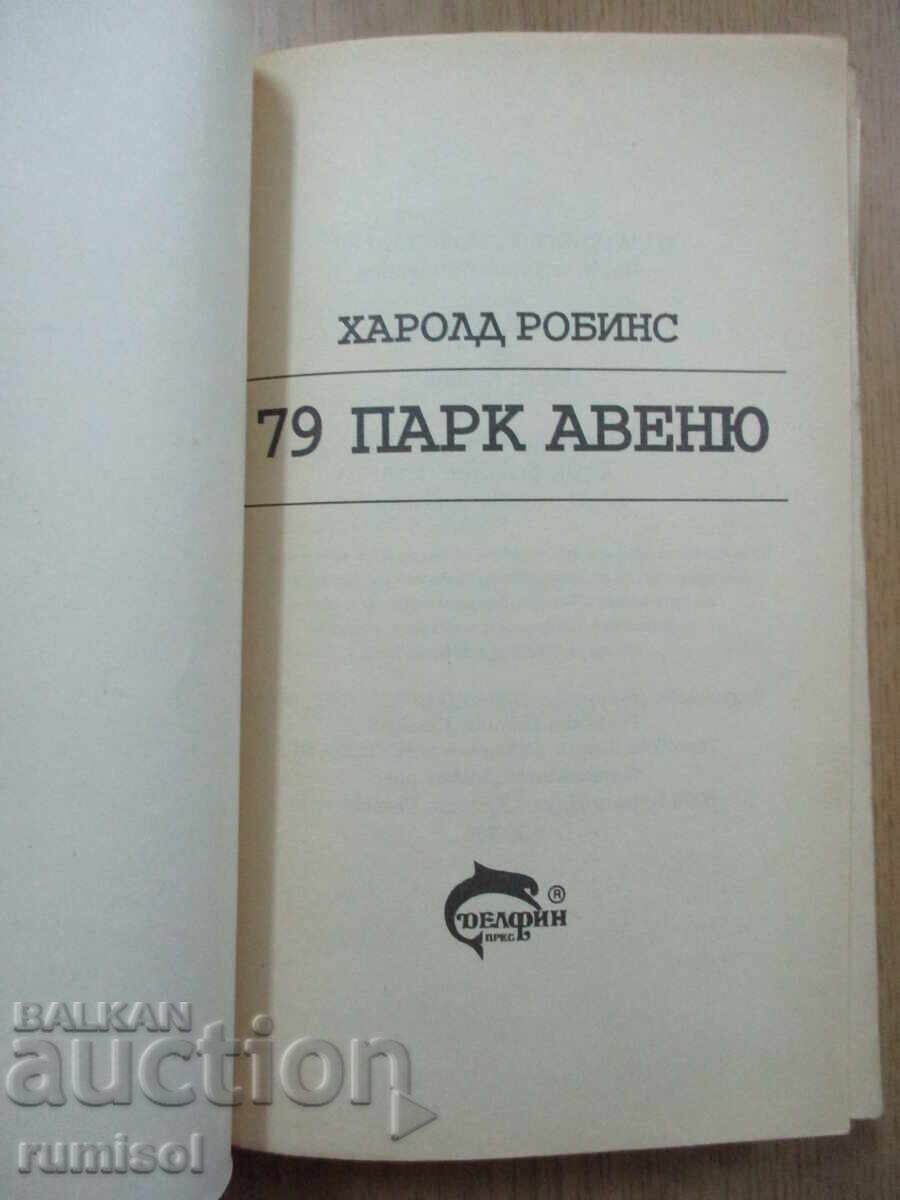 ХАРОЛД РОБИНС
79 ПАРК АВЕНЮ
ДЕЛФИН ®
ПРЕС
BALKAN
auction
rumisol